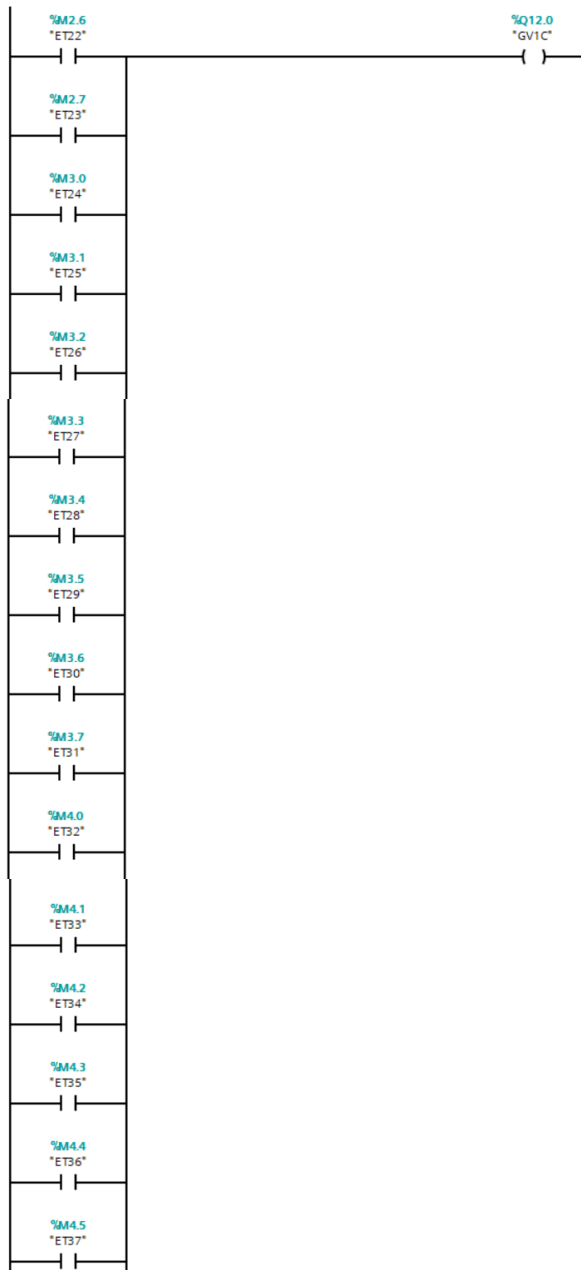 %M2.6
"ET22"
%Q12.0
"GV1C"
%M2.7
"ET23"
%M3.0
"ET24"
%M3.1
"ET25"
%M3.2
"ET26"
%M3.3
"ET27"
%M3.4
"ET28"
%M3.5
"ET29"
%M3.6
"ET30"
%M3.7
"ET31"
%M4.0
"ET32"
%M4.1
"ET33"
%M4.2
"ET34"
%M4.3
"ET35"
%M4.4
"ET36"
%M4.5
"ET37"